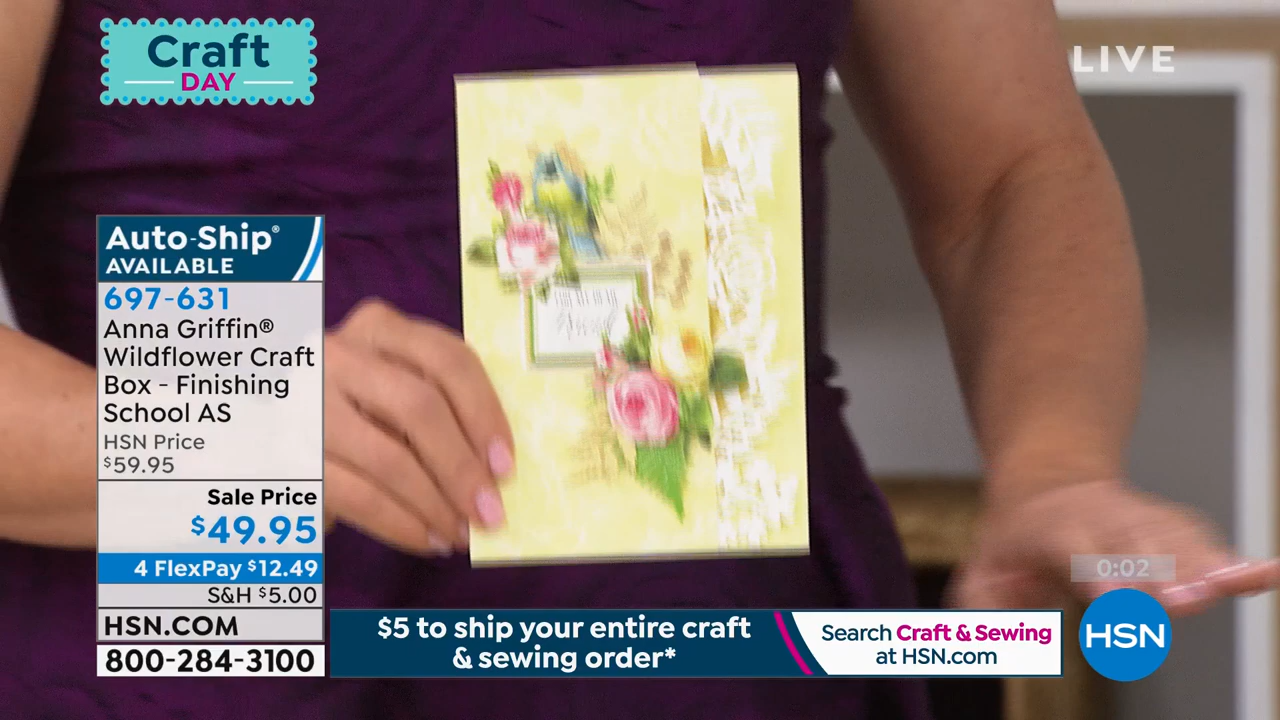 Craft
DAY
LIVE
Auto-Ship®
AVAILABLE
697-631
Anna Griffin®
Wildflower Craft
Box - Finishing
School AS
HSN Price
$59.95
Sale Price
$49.95
4 FlexPay $12.49
S&H $5.00
HSN.COM
800-284-3100
$5 to ship your entire craft
& sewing order*
Search Craft & Sewing
at HSN.com
0:02
HSN